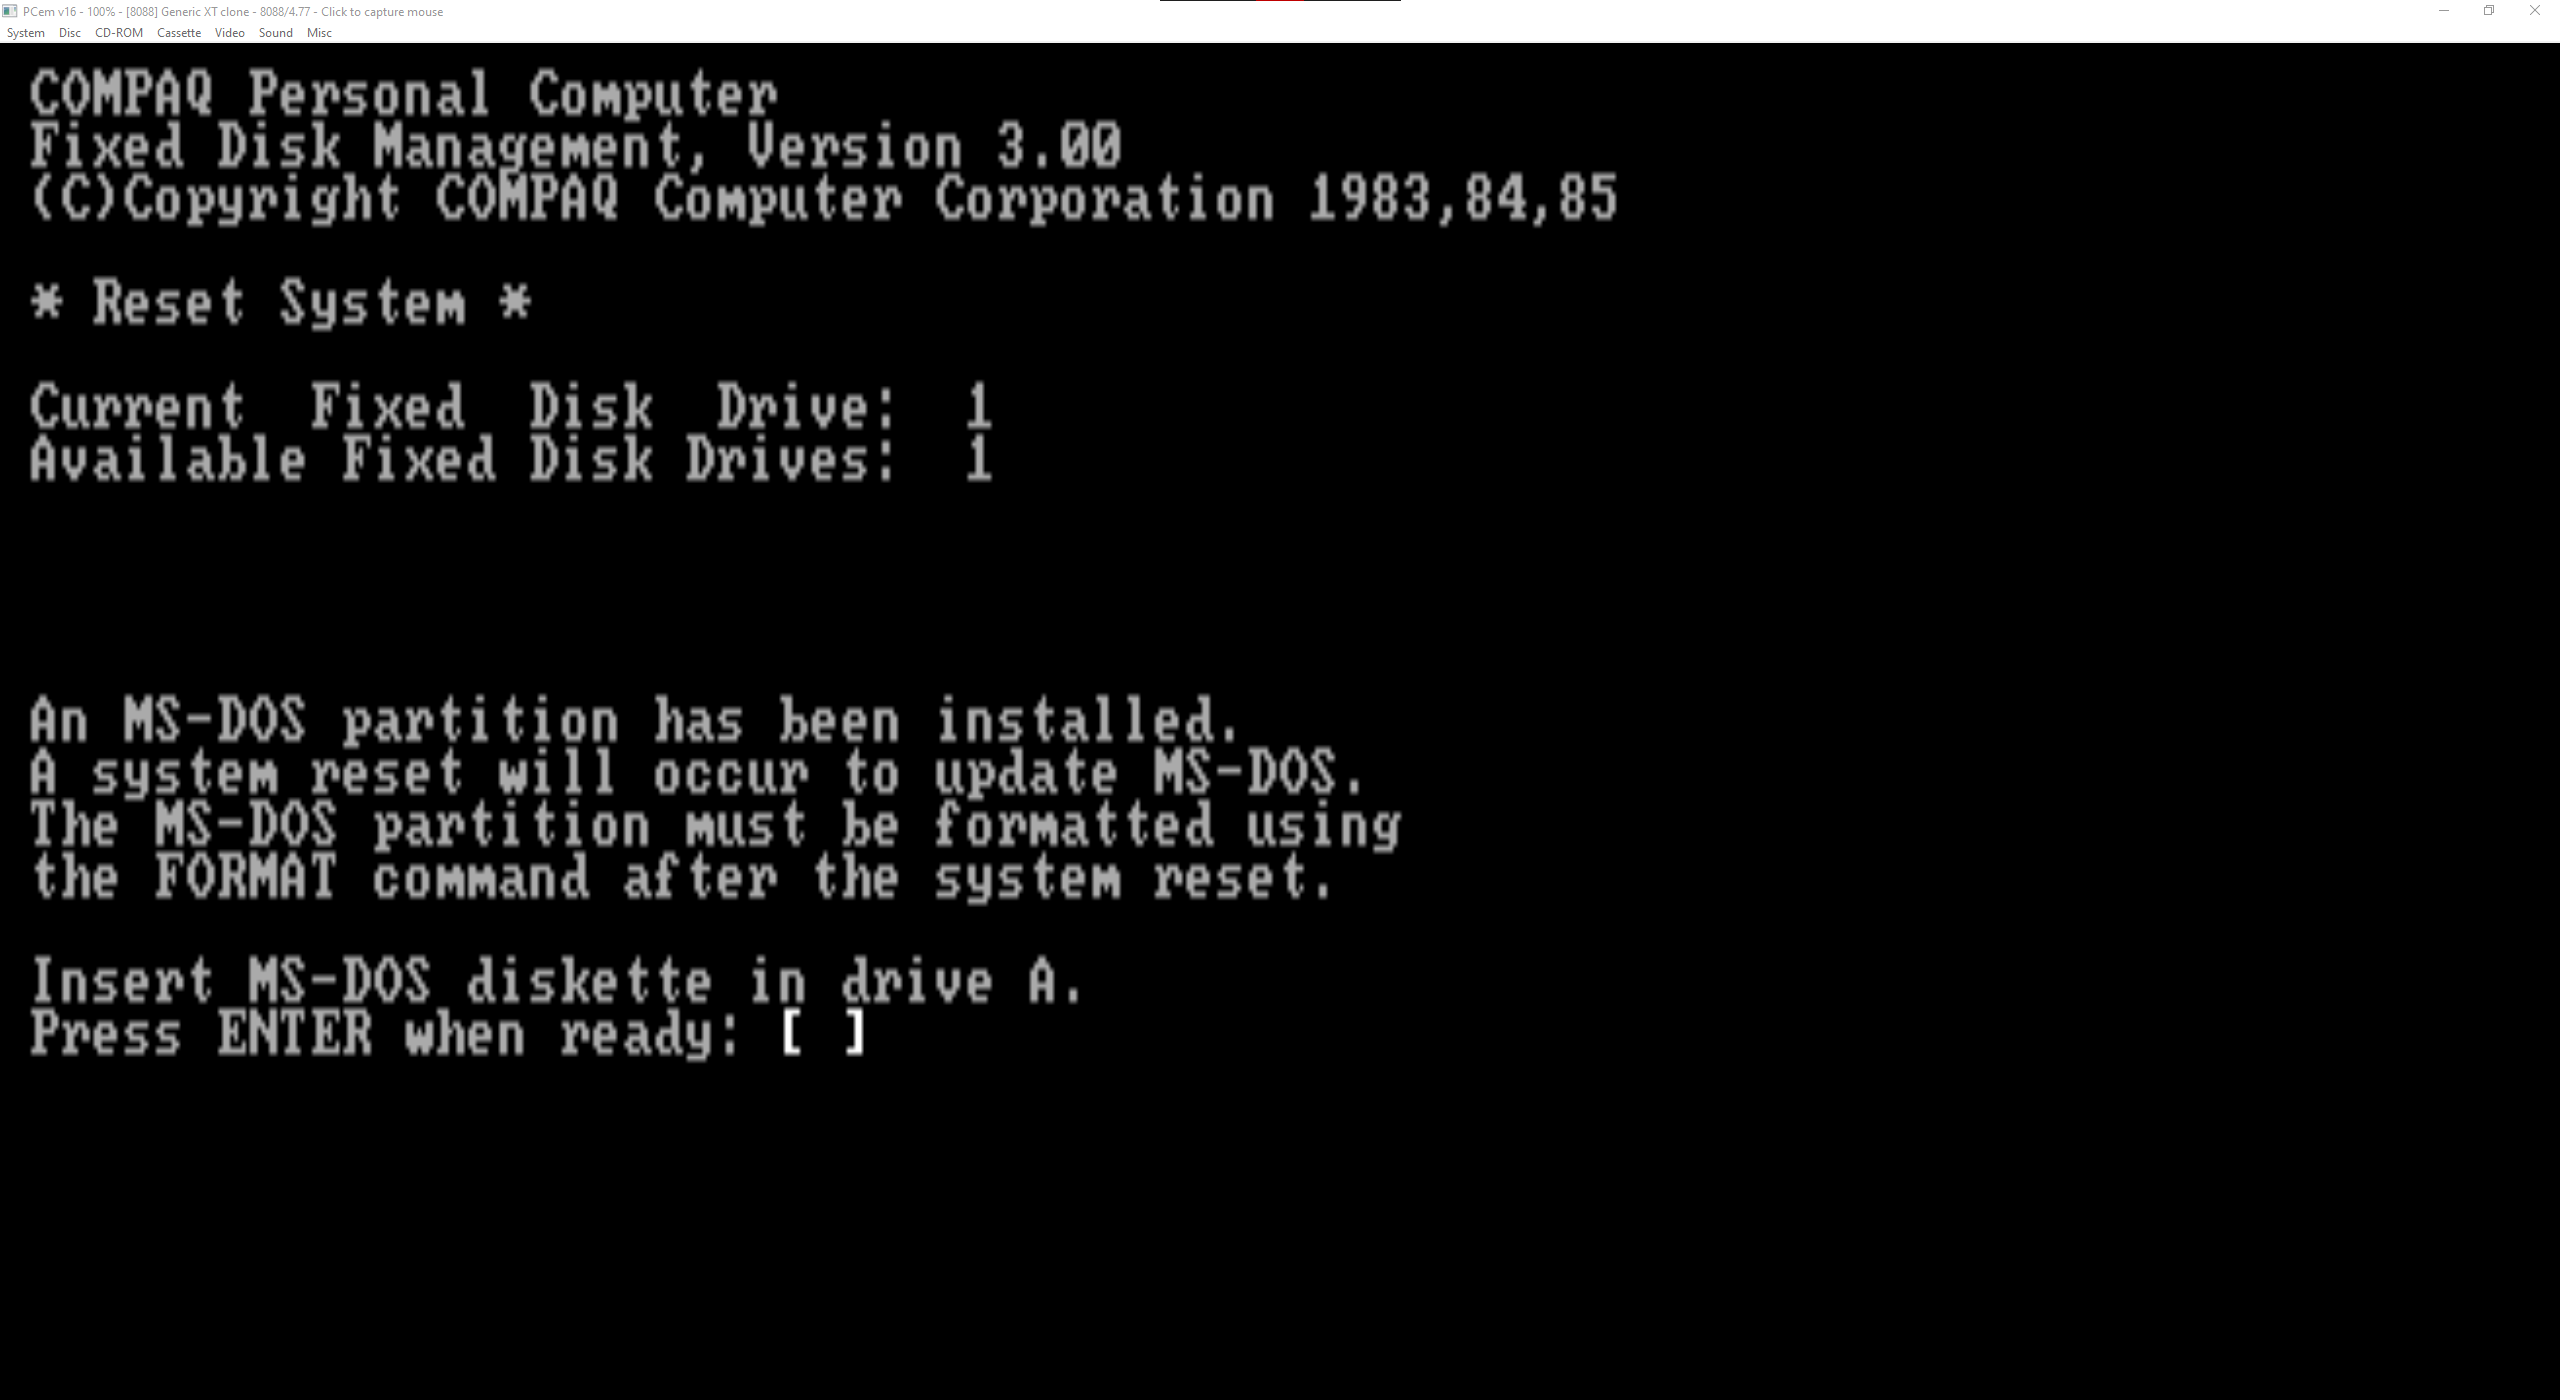 PCem v16 - 100% - [8088] Generic XT clone - 8088/4.77 - Click to capture mouse
System Disc CD-ROM Cassette Video Sound Misc
COMPAQ Personal Computer
Fixed Disk Management, Version 3.00
(C)Copyright COMPAQ Computer Corporation 1983,84,85
* Reset System *
Current  Fixed  Disk  Drive:  1
Available Fixed Disk Drives:  1
An MS-DOS partition has been installed.
A system reset will occur to update MS-DOS.
The MS-DOS partition must be formatted using
the FORMAT command after the system reset.
Insert MS-DOS diskette in drive A.
Press ENTER when ready: [ ]